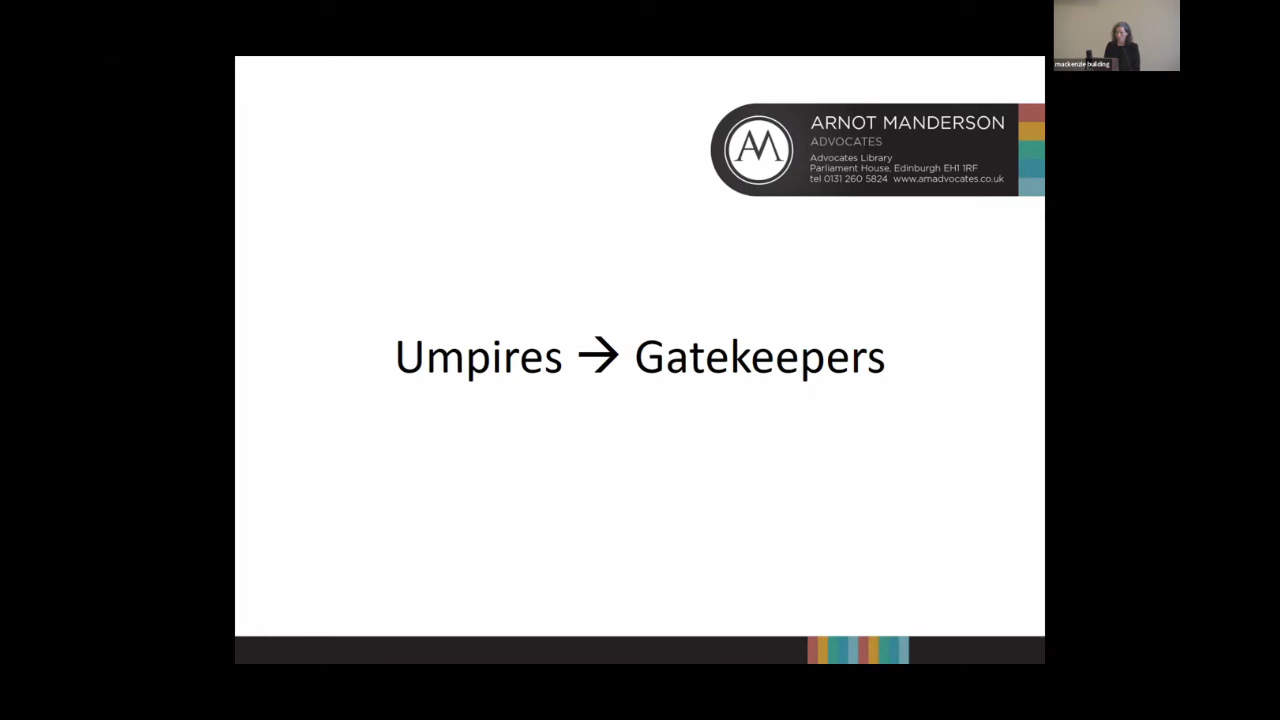 mackenzie building
ARNOT MANDERSON
ADVOCATES
Advocates Library
Parliament House, Edinburgh EH1 1RF
tel 0131 260 5824 www.amadvocates.co.uk
AM
Umpires → Gatekeepers